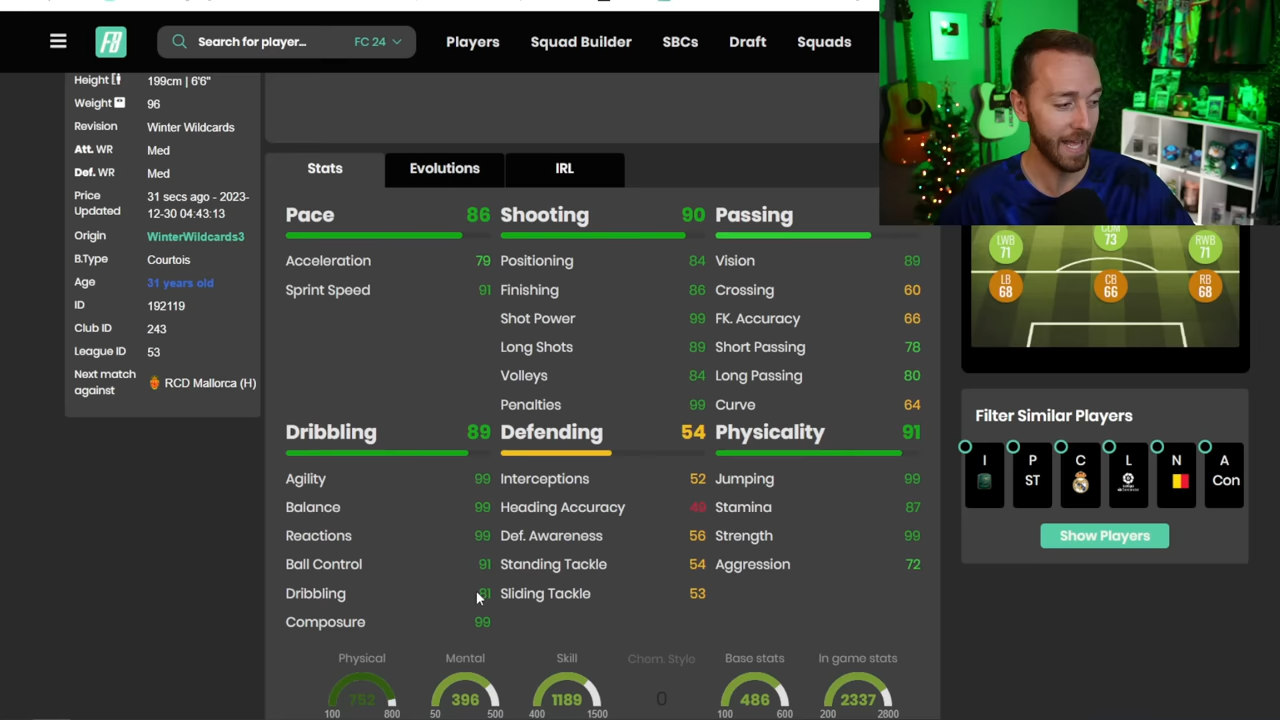 FB
Search for player...
FC 24
Players
Squad Builder
SBCs
Draft
Squads
Height
199cm | 6'6"
Weight
96
Revision
Winter Wildcards
Att. WR
Med
Def. WR
Med
Price Updated
31 secs ago - 2023-
12-30 04:43:13
Origin
WinterWildcards3
B.Type
Courtois
Age
31 years old
ID
192119
Club ID
243
League ID
53
Next match against
RCD Mallorca (H)
Stats
Evolutions
IRL
Pace 86
Acceleration 79
Sprint Speed 91
Shooting 90
Positioning 84
Finishing 86
Shot Power 99
Long Shots 89
Volleys 84
Penalties 99
Passing
Vision 89
Crossing 60
FK. Accuracy 66
Short Passing 78
Long Passing 80
Curve 64
Dribbling 89
Agility 99
Balance 99
Reactions 99
Ball Control 91
Dribbling 81
Composure 99
Defending 54
Interceptions 52
Heading Accuracy 49
Def. Awareness 56
Standing Tackle 54
Sliding Tackle 53
Physicality 91
Jumping 99
Stamina 87
Strength 99
Aggression 72
Physical
752
100 800
Mental
396
50 500
Skill
1189
400 1500
Chem. Style
0
Base stats
486
100 600
In game stats
2337
200 2800
LWB
71
CDM
73
RWB
71
LB
68
CB
66
RB
68
Filter Similar Players
I
P
ST
C
L
N
A
Con
Show Players